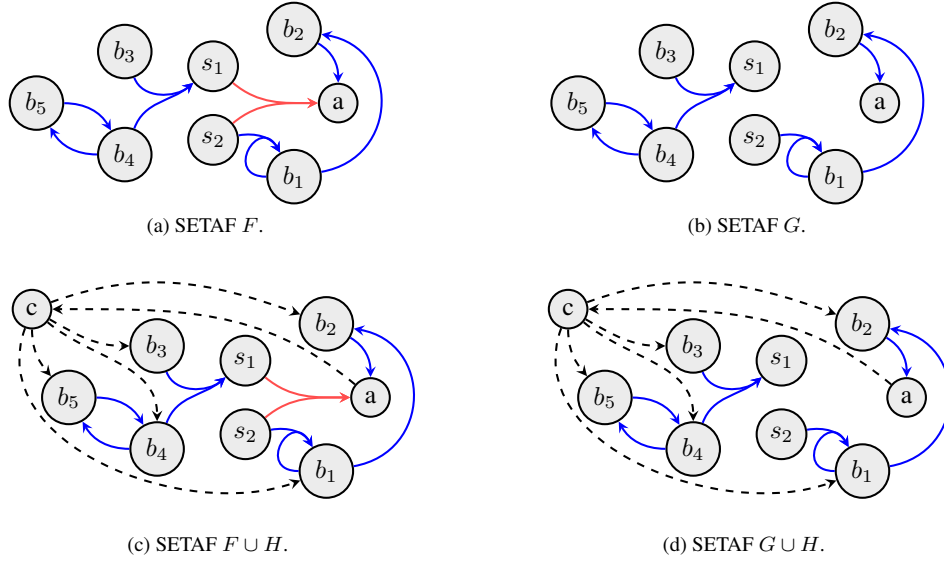 b₃ s₁ b₂
b₅ a
b₄ s₂ b₁
(a) SETAF F.
b₃ s₁ b₂
b₅ a
b₄ s₂ b₁
(b) SETAF G.
c b₂
b₃ s₁
b₅ a
b₄ s₂ b₁
(c) SETAF F ∪ H.
c b₂
b₃ s₁
b₅ a
b₄ s₂ b₁
(d) SETAF G ∪ H.